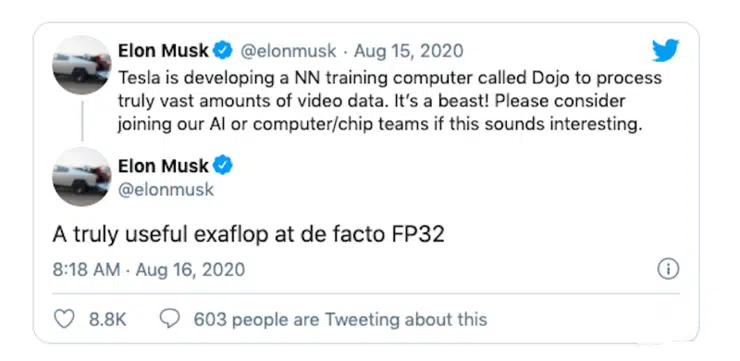 Elon Musk @elonmusk · Aug 15, 2020
Tesla is developing a NN training computer called Dojo to process
truly vast amounts of video data. It's a beast! Please consider
joining our AI or computer/chip teams if this sounds interesting.
Elon Musk
@elonmusk
A truly useful exaflop at de facto FP32
8:18 AM · Aug 16, 2020
8.8K 603 people are Tweeting about this